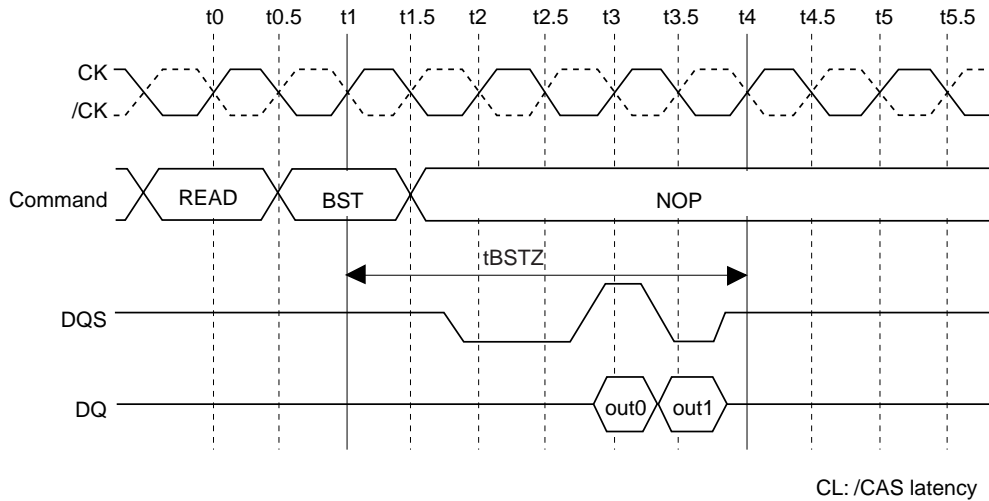 t0 t0.5 t1 t1.5 t2 t2.5 t3 t3.5 t4 t4.5 t5 t5.5
CK
/CK
Command READ BST NOP
tBSTZ
DQS
DQ out0 out1
CL: /CAS latency